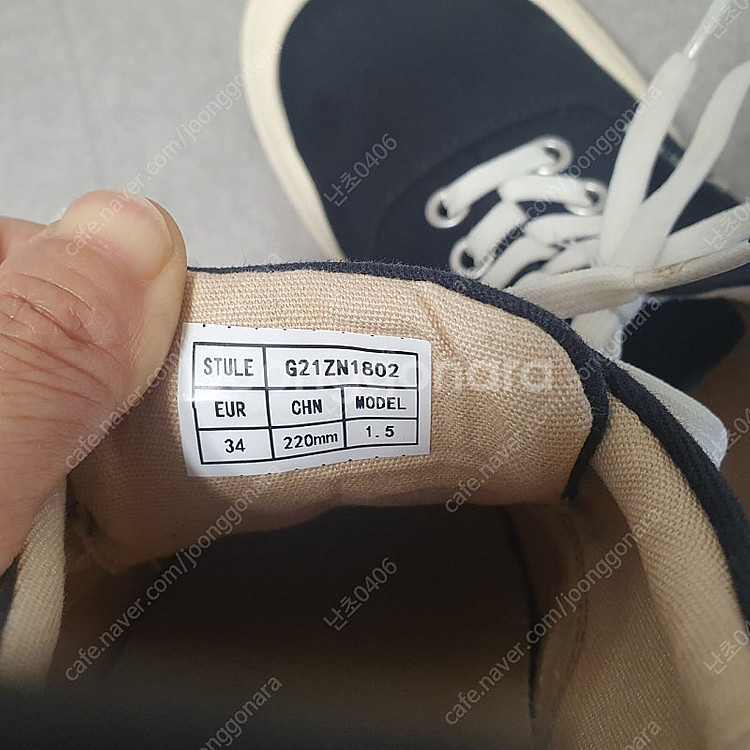 STULE G21ZN1802
EUR CHN MODEL
34 220mm 1.5
난초0406
cafe.naver.com/joonggonara
joonggonara